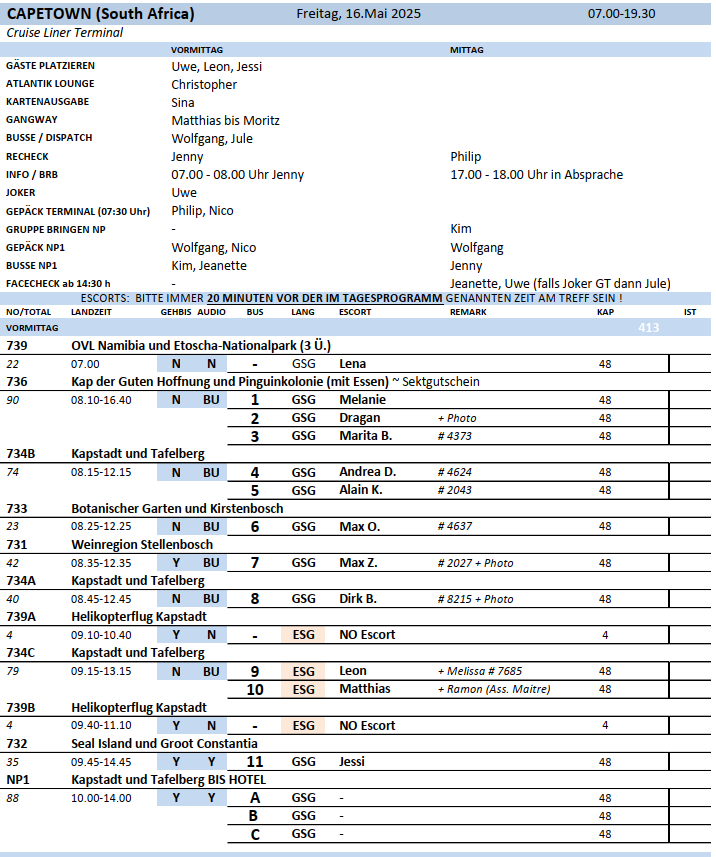 CAPETOWN (South Africa) Freitag, 16.Mai 2025 07.00-19.30
Cruise Liner Terminal
VORMITTAG MITTAG
GÄSTE PLATZIEREN Uwe, Leon, Jessi
ATLANTIK LOUNGE Christopher
KARTENAUSGABE Sina
GANGWAY Matthias bis Moritz
BUSSE / DISPATCH Wolfgang, Jule
RECHECK Jenny Philip
INFO / BRB 07.00 - 08.00 Uhr Jenny 17.00 - 18.00 Uhr in Absprache
JOKER Uwe
GEPÄCK TERMINAL (07:30 Uhr) Philip, Nico
GRUPPE BRINGEN NP - Kim
GEPÄCK NP1 Wolfgang, Nico Wolfgang
BUSSE NP1 Kim, Jeanette Jenny
FACECHECK ab 14:30 h - Jeanette, Uwe (falls Joker GT dann Jule)
ESCORTS: BITTE IMMER 20 MINUTEN VOR DER IM TAGESPROGRAMM GENANNTEN ZEIT AM TREFF SEIN !
NO/TOTAL LANDZEIT GEHBIS AUDIO BUS LANG ESCORT REMARK KAP IST
VORMITTAG 413
739 OVL Namibia und Etoscha-Nationalpark (3 Ü.)
22 07.00 N N - GSG Lena 48
736 Kap der Guten Hoffnung und Pinguinkolonie (mit Essen) ~ Sektgutschein
90 08.10-16.40 N BU 1 GSG Melanie 48
2 GSG Dragan + Photo 48
3 GSG Marita B. # 4373 48
734B Kapstadt und Tafelberg
74 08.15-12.15 N BU 4 GSG Andrea D. # 4624 48
5 GSG Alain K. # 2043 48
733 Botanischer Garten und Kirstenbosch
23 08.25-12.25 N BU 6 GSG Max O. # 4637 48
731 Weinregion Stellenbosch
42 08.35-12.35 Y BU 7 GSG Max Z. # 2027 + Photo 48
734A Kapstadt und Tafelberg
40 08.45-12.45 N BU 8 GSG Dirk B. # 8215 + Photo 48
739A Helikopterflug Kapstadt
4 09.10-10.40 Y N - ESG NO Escort 4
734C Kapstadt und Tafelberg
79 09.15-13.15 N BU 9 ESG Leon + Melissa # 7685 48
10 ESG Matthias + Ramon (Ass. Maitre) 48
739B Helikopterflug Kapstadt
4 09.40-11.10 Y N - ESG NO Escort 4
732 Seal Island und Groot Constantia
35 09.45-14.45 Y Y 11 GSG Jessi 48
NP1 Kapstadt und Tafelberg BIS HOTEL
88 10.00-14.00 Y Y A GSG - 48
B GSG - 48
C GSG - 48